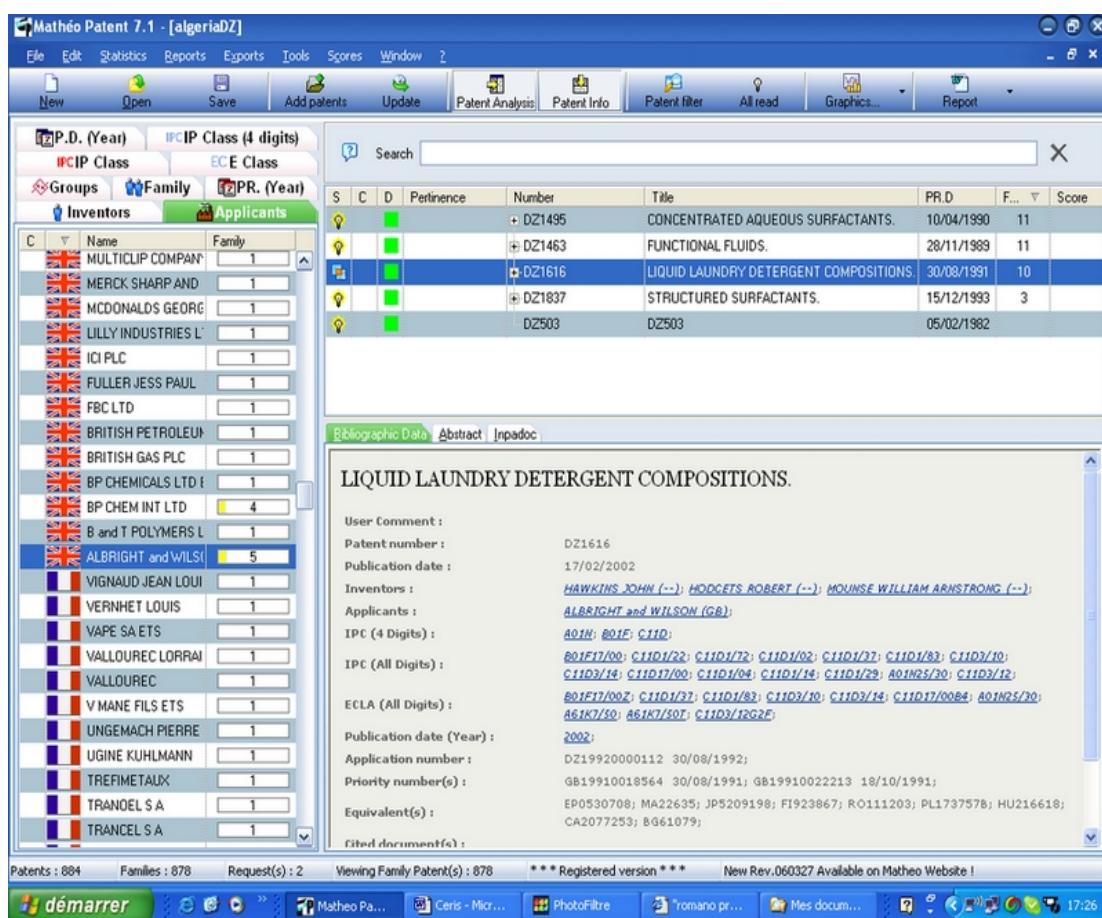 Mathéo Patent 7.1 - [algeriaDZ]
File Edit Statistics Reports Exports Tools Scores Window ?
New Open Save Add patents Update Patent Analysis Patent Info Patent filter All read Graphics... Report
P.D. (Year) IPC IP Class (4 digits)
IPC IP Class EC E Class
Groups Family PR. (Year)
Inventors Applicants
C Name Family
MULTICLIP COMPANY 1
MERCK SHARP AND 1
MCDONALDS GEORG 1
LILLY INDUSTRIES L 1
ICI PLC 1
FULLER JESS PAUL 1
FBC LTD 1
BRITISH PETROLEUM 1
BRITISH GAS PLC 1
BP CHEMICALS LTD 1
BP CHEM INT LTD 4
B and T POLYMERS L 1
ALBRIGHT and WILS( 5
VIGNAUD JEAN LOUI 1
VERNHET LOUIS 1
VAPE SA ETS 1
VALLOUREC LORRAI 1
VALLOUREC 1
V MANE FILS ETS 1
UNGEMACH PIERRE 1
UGINE KUHLMANN 1
TREFIMETAUX 1
TRANOEL S A 1
TRANCEL S A 1
Search
S C D Pertinence Number Title PR.D F... Score
DZ1495 CONCENTRATED AQUEOUS SURFACTANTS. 10/04/1990 11
DZ1463 FUNCTIONAL FLUIDS. 28/11/1989 11
DZ1616 LIQUID LAUNDRY DETERGENT COMPOSITIONS. 30/08/1991 10
DZ1837 STRUCTURED SURFACTANTS. 15/12/1993 3
DZ503 DZ503 05/02/1982
Bibliographic Data Abstract Inpadoc
LIQUID LAUNDRY DETERGENT COMPOSITIONS.
User Comment :
Patent number : DZ1616
Publication date : 17/02/2002
Inventors : HAWKINS JOHN (--); HODCETS ROBERT (--); MOUNSE WILLIAM ARNSTRONG (--);
Applicants : ALBRIGHT and WILSON (GB);
IPC (4 Digits) : A01N; B01F; C11D;
IPC (All Digits) : B01F17/00; C11D1/22; C11D1/72; C11D1/02; C11D1/37; C11D1/83; C11D3/10;
C11D3/14; C11D17/00; C11D1/04; C11D1/14; C11D1/29; A01N25/30; C11D3/12;
ECLA (All Digits) : B01F17/00Z; C11D1/37; C11D1/83; C11D3/10; C11D3/14; C11D17/00B4; A01N25/30;
A61K7/50; A61K7/50T; C11D3/12G2F;
Publication date (Year) : 2002;
Application number : DZ19920000112 30/08/1992;
Priority number(s) : GB19910018564 30/08/1991; GB19910022213 18/10/1991;
Equivalent(s) : EP0530708; MA22635; JP5209198; FI923867; RO111203; PL173757B; HU216618;
CA2077253; BG61079;
Cited document(s) :
Patents : 884 Families : 878 Request(s) : 2 Viewing Family Patent(s) : 878 * * * Registered version * * * New Rev.060327 Available on Matheo Website !
démarrer Matheo Pa... Ceris - Micr... PhotoFiltre "romano pr... Mes docum... 17:26